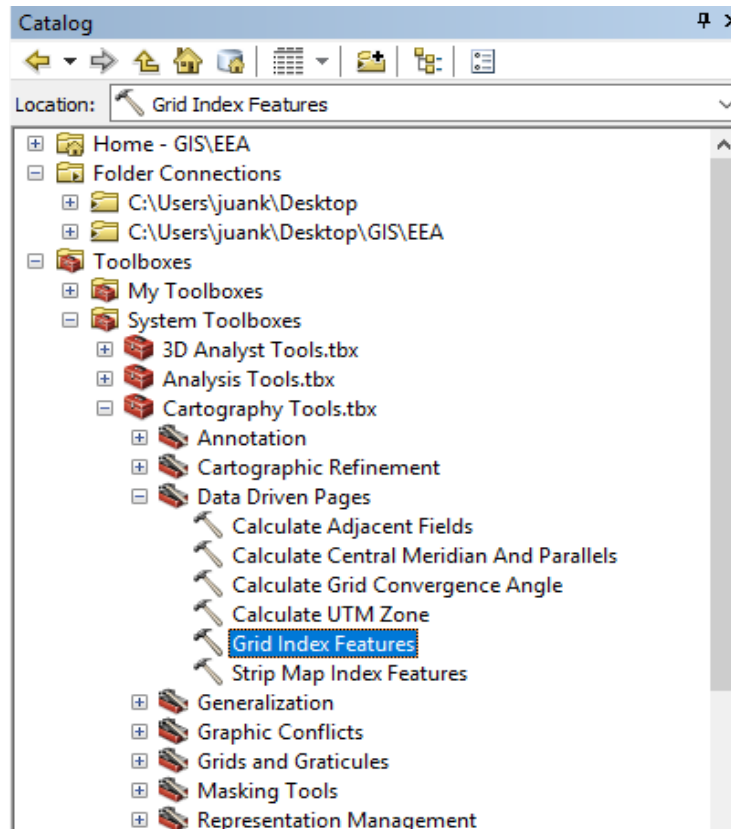 Catalog
Location: Grid Index Features
Home - GIS\EEA
Folder Connections
C:\Users\juank\Desktop
C:\Users\juank\Desktop\GIS\EEA
Toolboxes
My Toolboxes
System Toolboxes
3D Analyst Tools.tbx
Analysis Tools.tbx
Cartography Tools.tbx
Annotation
Cartographic Refinement
Data Driven Pages
Calculate Adjacent Fields
Calculate Central Meridian And Parallels
Calculate Grid Convergence Angle
Calculate UTM Zone
Grid Index Features
Strip Map Index Features
Generalization
Graphic Conflicts
Grids and Graticules
Masking Tools
Representation Management